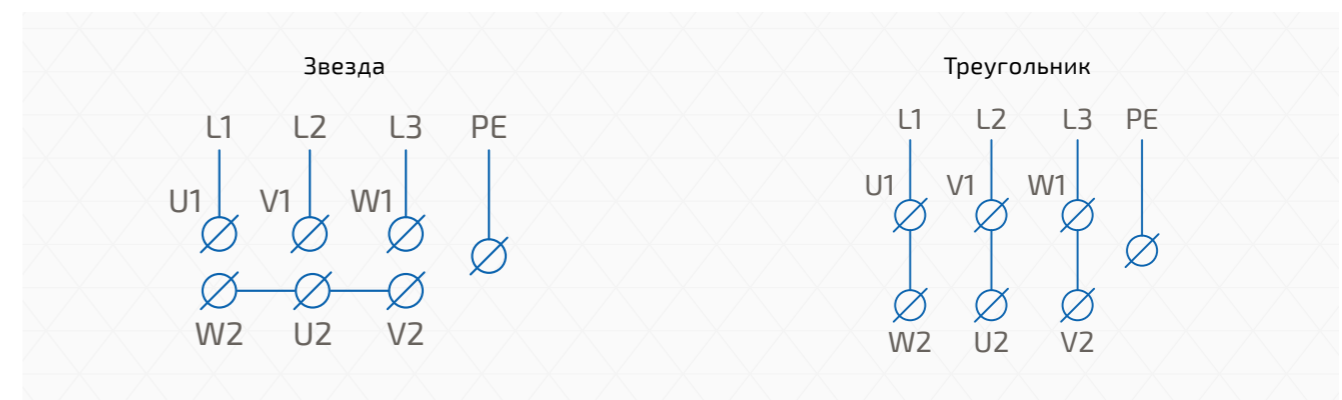 Звезда
L1 L2 L3 PE
U1 V1 W1
W2 U2 V2
Треугольник
L1 L2 L3 PE
U1 V1 W1
W2 U2 V2